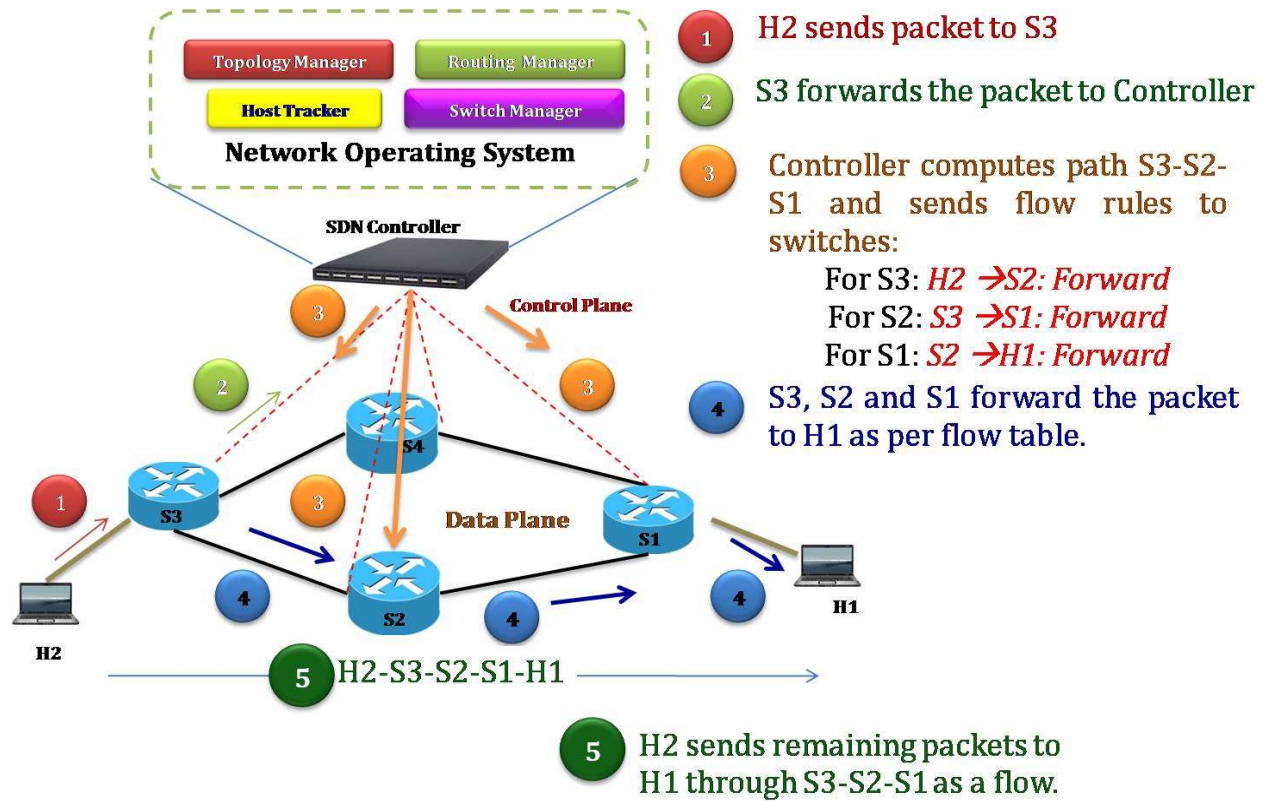 Topology Manager
Routing Manager
Host Tracker
Switch Manager
Network Operating System
SDN Controller
Control Plane
3
3
2
S4
1
3
S3
Data Plane
S1
4
S2
4
4
H1
H2
5
H2-S3-S2-S1-H1
1
H2 sends packet to S3
2
S3 forwards the packet to Controller
3
Controller computes path S3-S2-
S1 and sends flow rules to
switches:
For S3: H2 →S2: Forward
For S2: S3 →S1: Forward
For S1: S2 →H1: Forward
4
S3, S2 and S1 forward the packet
to H1 as per flow table.
5
H2 sends remaining packets to
H1 through S3-S2-S1 as a flow.